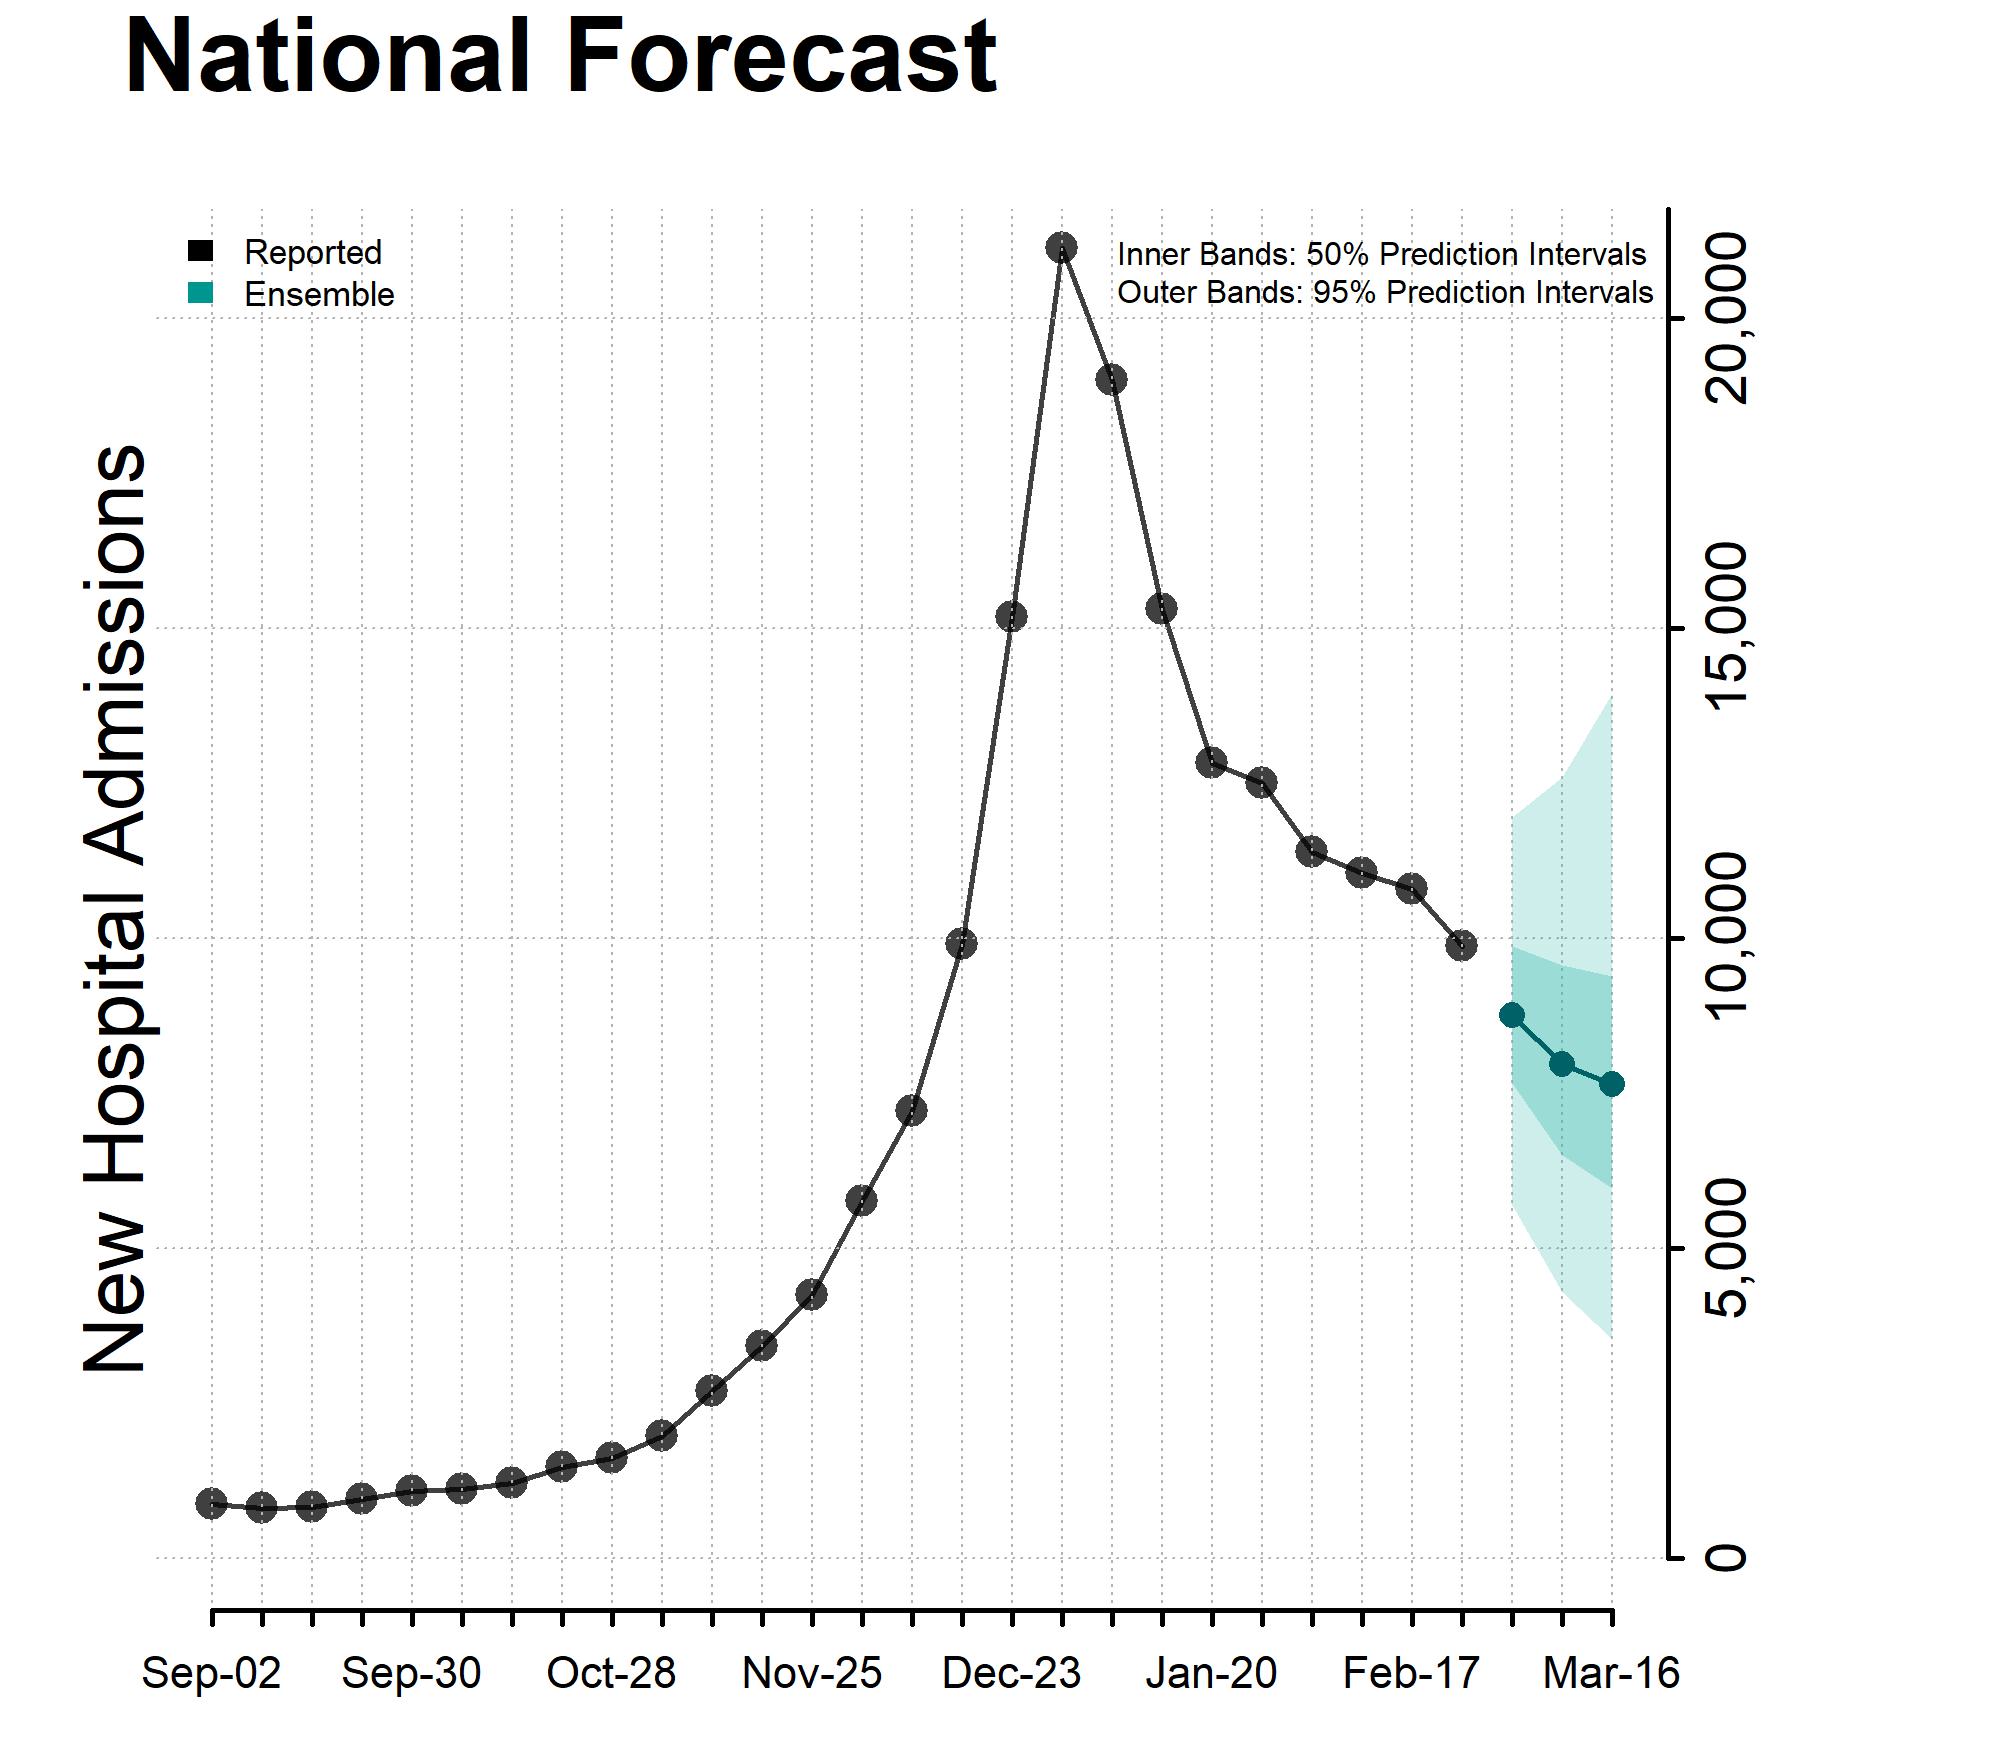 National Forecast
Reported
Ensemble
Inner Bands: 50% Prediction Intervals
Outer Bands: 95% Prediction Intervals
New Hospital Admissions
20,000
15,000
10,000
5,000
0
Sep-02 Sep-30 Oct-28 Nov-25 Dec-23 Jan-20 Feb-17 Mar-16